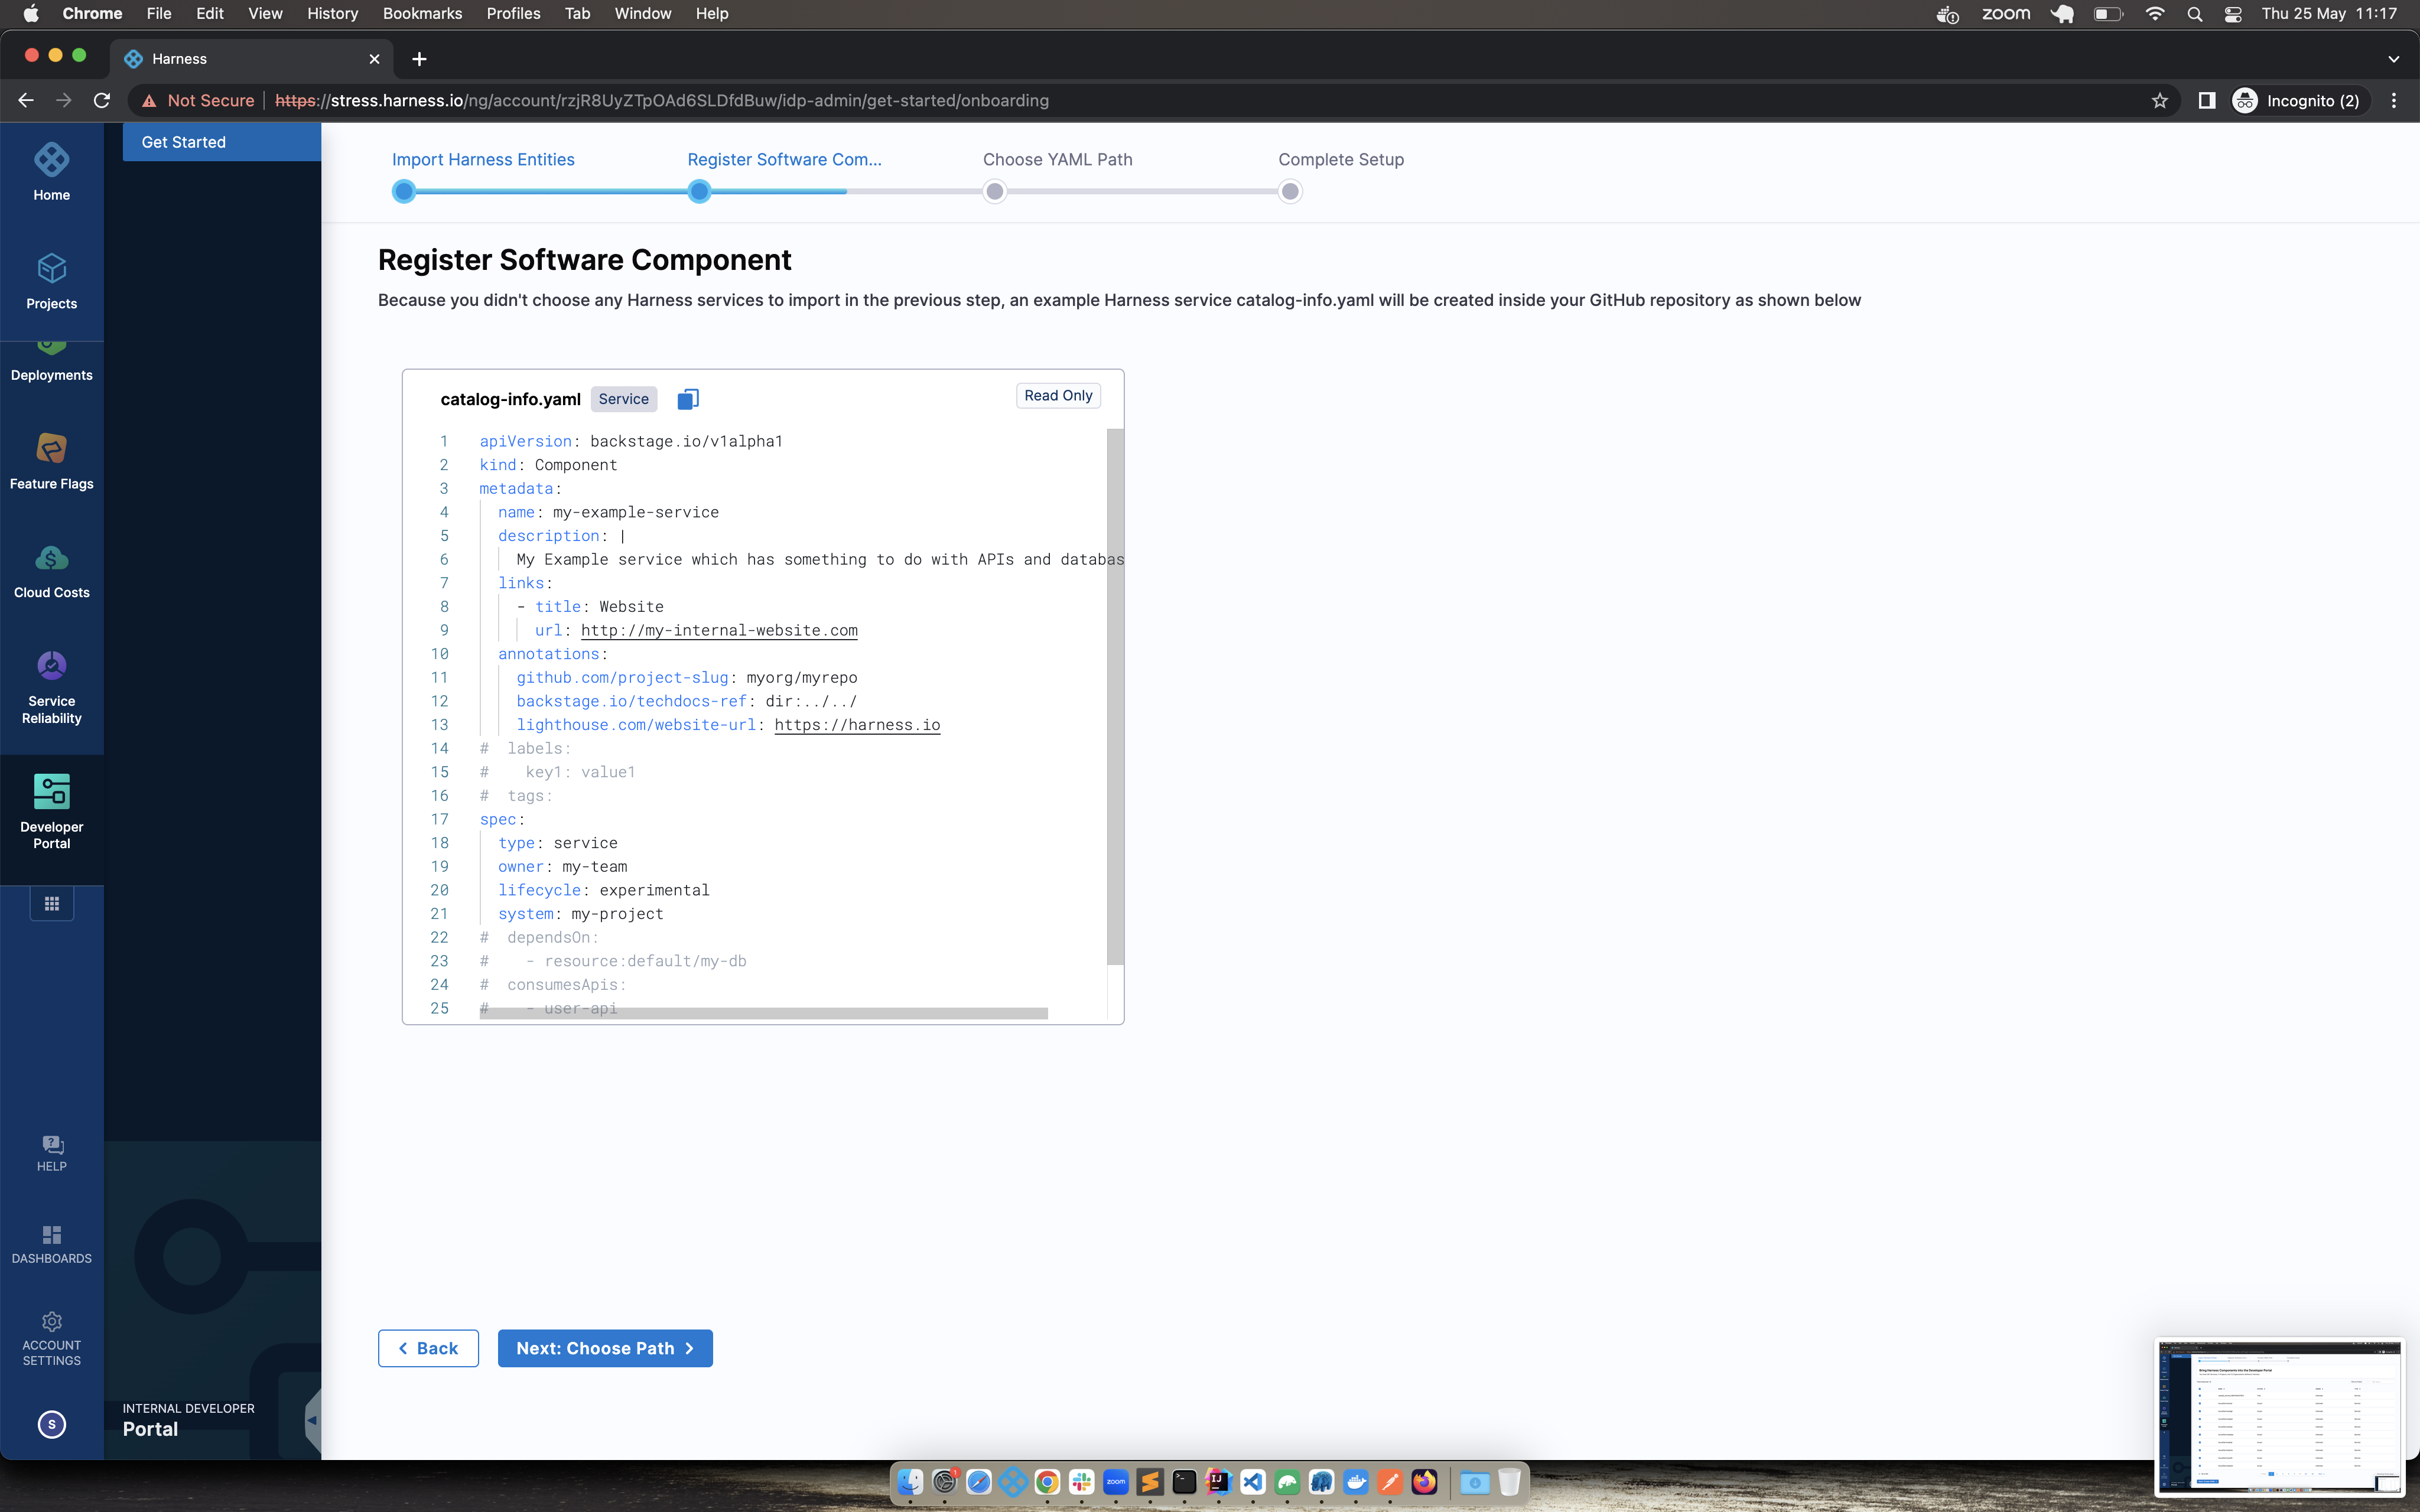 Chrome File Edit View History Bookmarks Profiles Tab Window Help
zoom Thu 25 May 11:17
Harness
Not Secure https://stress.harness.io/ng/account/rzjR8UyZTpOAd6SLDfdBuw/idp-admin/get-started/onboarding Incognito (2)
Home
Projects
Deployments
Feature Flags
Cloud Costs
Service
Reliability
Developer
Portal
HELP
DASHBOARDS
ACCOUNT
SETTINGS
S
Get Started
INTERNAL DEVELOPER
Portal
Import Harness Entities Register Software Com... Choose YAML Path Complete Setup
Register Software Component
Because you didn't choose any Harness services to import in the previous step, an example Harness service catalog-info.yaml will be created inside your GitHub repository as shown below
catalog-info.yaml Service Read Only
1 apiVersion: backstage.io/v1alpha1
2 kind: Component
3 metadata:
4 name: my-example-service
5 description: |
6 My Example service which has something to do with APIs and databas
7 links:
8 - title: Website
9 url: http://my-internal-website.com
10 annotations:
11 github.com/project-slug: myorg/myrepo
12 backstage.io/techdocs-ref: dir:../../
13 lighthouse.com/website-url: https://harness.io
14 # labels:
15 # key1: value1
16 # tags:
17 spec:
18 type: service
19 owner: my-team
20 lifecycle: experimental
21 system: my-project
22 # dependsOn:
23 # - resource:default/my-db
24 # consumesApis:
25 # - user-api
Back Next: Choose Path
1
zoom
IJ